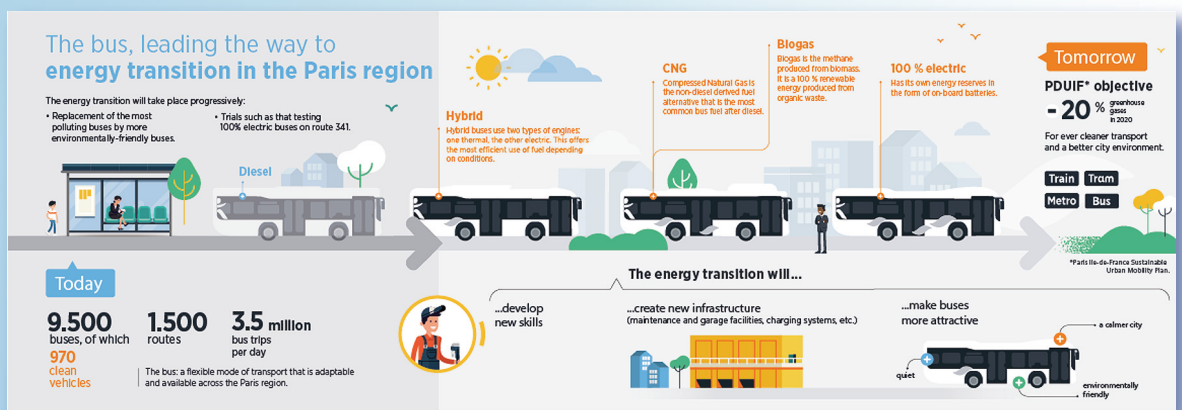 The bus, leading the way to
energy transition in the Paris region
The energy transition will take place progressively:
• Replacement of the most
polluting buses by more
environmentally-friendly buses.
• Trials such as that testing
100% electric buses on route 341.
Diesel
Hybrid
Hybrid buses use two types of engines:
one thermal, the other electric. This offers
the most efficient use of fuel depending
on conditions.
CNG
Compressed Natural Gas is
the non-diesel derived fuel
alternative that is the most
common bus fuel after diesel.
Biogas
Biogas is the methane
produced from biomass.
It is a 100 % renewable
energy produced from
organic waste.
100 % electric
Has its own energy reserves in
the form of on-board batteries.
Tomorrow
PDUIF* objective
- 20 % greenhouse
gases
in 2020
For ever cleaner transport
and a better city environment.
Train Tram
Metro Bus
*Paris Ile-de-France Sustainable
Urban Mobility Plan.
Today
9.500
buses, of which
970
clean
vehicles
1.500
routes
3.5 million
bus trips
per day
The bus: a flexible mode of transport that is adaptable
and available across the Paris region.
The energy transition will...
...develop
new skills
...create new infrastructure
(maintenance and garage facilities, charging systems, etc.)
...make buses
more attractive
a calmer city
quiet
environmentally
friendly